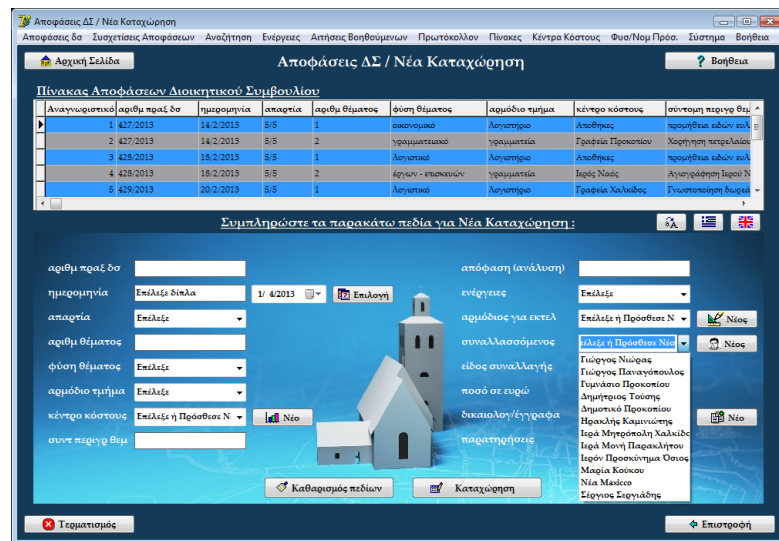 Αποφάσεις ΔΣ / Νέα Καταχώρηση
Αποφάσεις δσ Συσχετίσεις Αποφάσεων Αναζήτηση Ενέργειες Αιτήσεις Βοηθούμενων Πρωτόκολλον Πίνακες Κέντρα Κόστους Φυσ/Νομ Πρόσ. Σύστημα Βοήθεια
Αρχική Σελίδα Αποφάσεις ΔΣ / Νέα Καταχώρηση ? Βοήθεια
Πίνακας Αποφάσεων Διοικητικού Συμβουλίου
Αναγνωριστικό αριθμ πραξ δσ ημερομηνία απαρτία αριθμ θέματος φύση θέματος αρμόδιο τμήμα κέντρο κόστους σύντομη περιγρ θεμ
1 427/2013 14/2/2013 5/5 1 οικονομικό λογιστήριο Αποθήκες προμήθεια ειδών ευλ
2 427/2013 14/2/2013 5/5 2 γραμματειακό γραμματεία Γραφεία Προκοπίου Χορήγηση πετρελαίου
3 428/2013 18/2/2013 5/5 1 λογιστικό λογιστήριο Αποθήκες προμήθεια ειδών ευλ
4 428/2013 18/2/2013 5/5 2 έργων - επισκευών γραμματεία Ιερός Ναός Αγιογράφηση Ιερού Ν
5 429/2013 20/2/2013 5/5 1 λογιστικό λογιστήριο Γραφεία Χαλκίδος Γνωστοποίηση δωρεά
Συμπληρώστε τα παρακάτω πεδία για Νέα Καταχώρηση :
αριθμ πραξ δσ απόφαση (ανάλυση)
ημερομηνία Επέλεξε δίπλα 1/ 4/2013 Επιλογή ενέργειες Επέλεξε
απαρτία Επέλεξε αρμόδιος για εκτελ Επέλεξε ή Πρόσθεσε Ν Νέος
αριθμ θέματος συναλλασσόμενος πέλεξε ή Πρόσθεσε Νέο Νέος
φύση θέματος Επέλεξε είδος συναλλαγής
αρμόδιο τμήμα Επέλεξε ποσό σε ευρώ
κέντρο κόστους Επέλεξε ή Πρόσθεσε Ν Νέο δικαιολογ/έγγραφα Νέο
συντ περιγρ θεμ παρατηρήσεις
Γιώργος Νιώρας
Γιώργος Παναγόπουλος
Γυμνάσιο Προκοπίου
Δημήτριος Τούσης
Δημοτικό Προκοπίου
Ηρακλής Καμινιώτης
Ιερά Μητρόπολη Χαλκίδο
Ιερά Μονή Παρακλήτου
Ιερόν Προσκύνημα Όσιος
Μαρία Κούκου
Νέα Maxicco
Σέργιος Σεργιάδης
Καθαρισμός πεδίων Καταχώρηση
Τερματισμός Επιστροφή